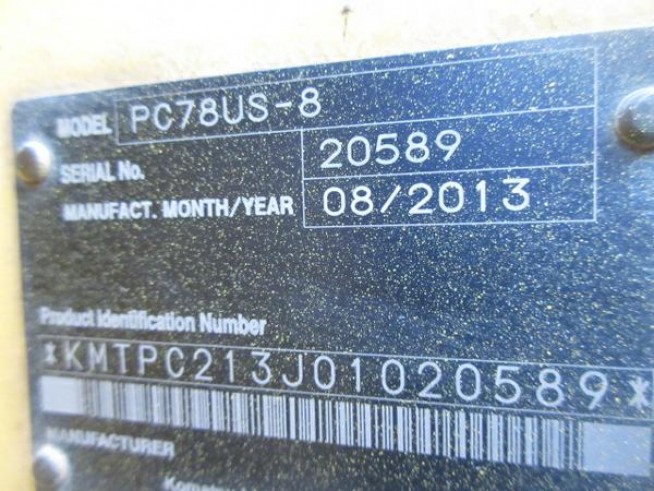 MODEL PC78US-8
SERIAL No. 20589
MANUFACT. MONTH/YEAR 08/2013
Product Identification Number
*KMTPC213J01020589*
MANUFACTURER